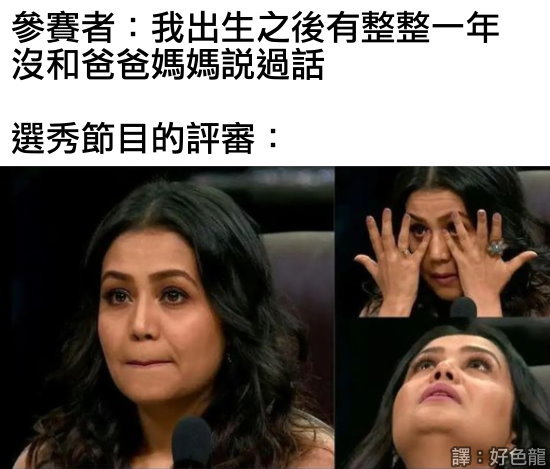 參賽者：我出生之後有整整一年
沒和爸爸媽媽説過話
選秀節目的評審：
譯：好色龍